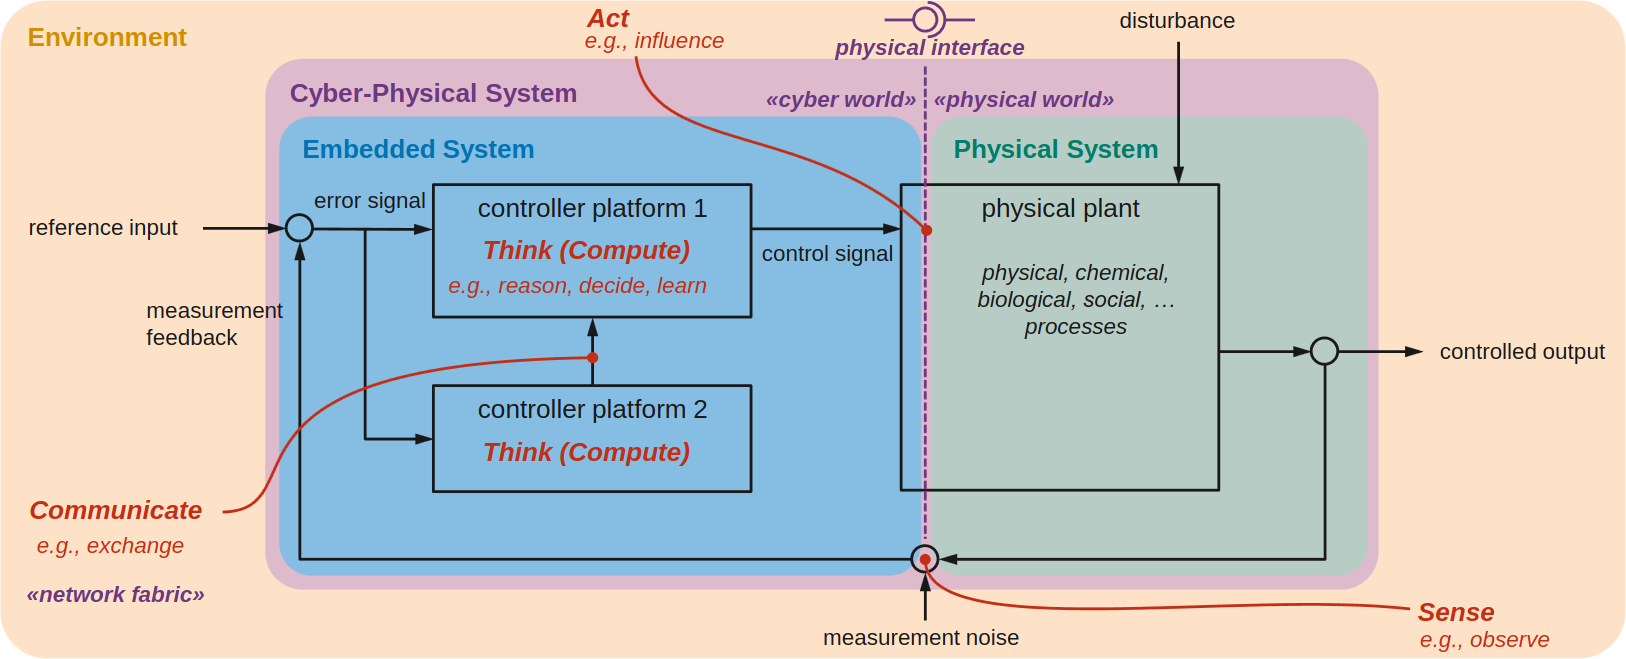 Environment
Act
e.g., influence
physical interface
disturbance
Cyber-Physical System
«cyber world»
«physical world»
Embedded System
Physical System
reference input
error signal
controller platform 1
Think (Compute)
e.g., reason, decide, learn
control signal
physical plant
physical, chemical,
biological, social, …
processes
measurement
feedback
controlled output
controller platform 2
Think (Compute)
Communicate
e.g., exchange
«network fabric»
measurement noise
Sense
e.g., observe